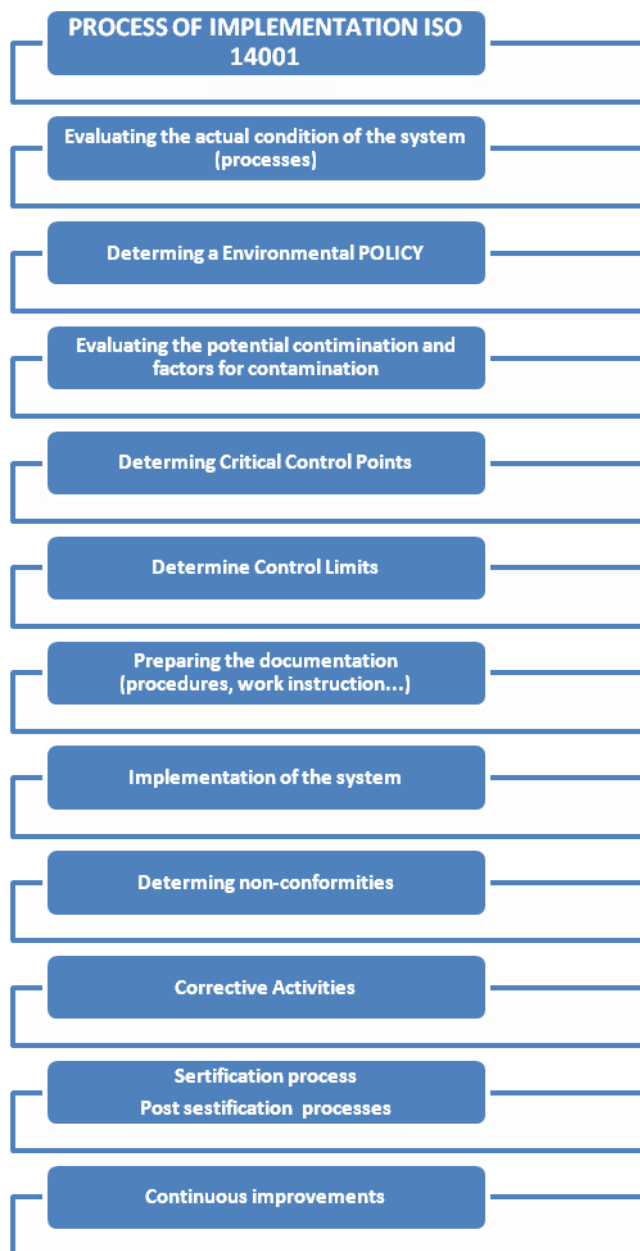 PROCESS OF IMPLEMENTATION ISO
14001
Evaluating the actual condition of the system
(processes)
Determing a Environmental POLICY
Evaluating the potential contimination and
factors for contamination
Determing Critical Control Points
Determine Control Limits
Preparing the documentation
(procedures, work instruction...)
Implementation of the system
Determing non-conformities
Corrective Activities
Sertification process
Post sestification processes
Continuous improvements